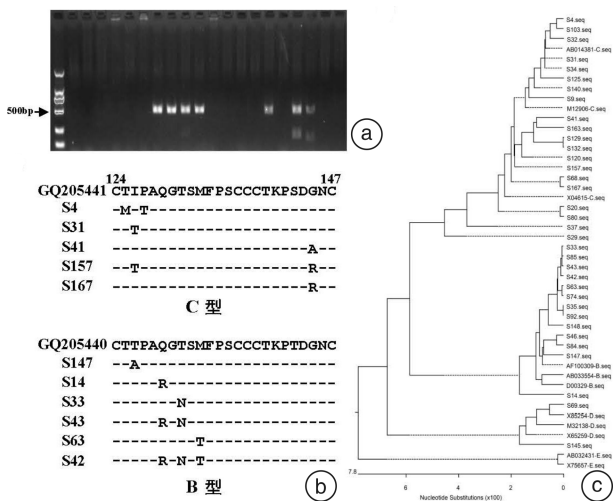 500bp
a
124 147
GQ205441 CTIPAQGTSMFPSCCCTKPSDGNC
S4 --M-T-------------------
S31 --T---------------------
S41 ---------------------A--
S157 --T------------------R--
S167 ---------------------R--
C 型
GQ205440 CTTPAQGTSMFPSCCCTKPTDGNC
S147 --A---------------------
S14 -----R------------------
S33 -------N----------------
S43 -----R-N----------------
S63 ---------T--------------
S42 -----R-N-T--------------
B 型
b
S4.seq
S103.seq
S32.seq
AB014381-C.seq
S31.seq
S34.seq
S125.seq
S140.seq
S9.seq
M12906-C.seq
S41.seq
S163.seq
S129.seq
S132.seq
S120.seq
S157.seq
S68.seq
S167.seq
X04615-C.seq
S20.seq
S80.seq
S37.seq
S29.seq
S33.seq
S85.seq
S43.seq
S42.seq
S63.seq
S74.seq
S35.seq
S92.seq
S148.seq
S46.seq
S84.seq
S147.seq
AF100309-B.seq
AB033554-B.seq
D00329-B.seq
S14.seq
S69.seq
X85254-D.seq
M32138-D.seq
X65259-D.seq
S145.seq
AB032431-E.seq
X75657-E.seq
7.8
6 4 2 0
Nucleotide Substitutions (x100)
c